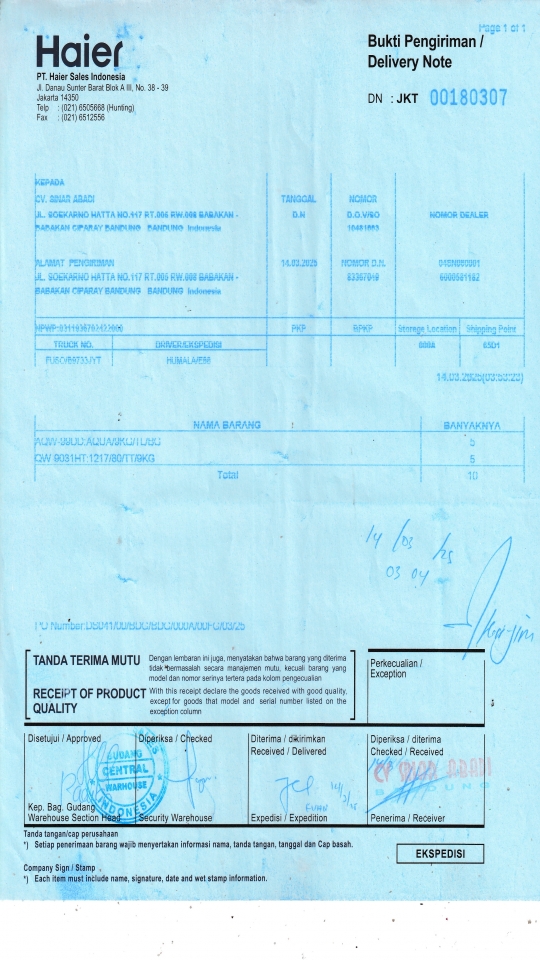 Page 1 of 1
Haier
PT. Haier Sales Indonesia
Jl. Danau Sunter Barat Blok A III, No. 38 - 39
Jakarta 14350
Telp : (021) 6505668 (Hunting)
Fax : (021) 6512556
Bukti Pengiriman /
Delivery Note
DN : JKT 00180307
KEPADA
CV. SINAR ABADI
JL. SOEKARNO HATTA NO.117 RT.005 RW.008 BABAKAN -
BABAKAN CIPARAY BANDUNG BANDUNG Indonesia
TANGGAL
D.N
NOMOR
D.O.V/SO
NOMOR DEALER
ALAMAT PENGIRIMAN
JL. SOEKARNO HATTA NO.117 RT.005 RW.008 BABAKAN -
BABAKAN CIPARAY BANDUNG BANDUNG Indonesia
14.03.2025
NOMOR D.N.
PKP
Storage Location
Shipping Point
TRUCK NO.
DRIVER/EKSPEDISI
NAMA BARANG
BANYAKNYA
5
QW-9031HT:1217/80/TT/9KG
5
Total
10
14/03/25
03 04
TANDA TERIMA MUTU
Dengan lembaran ini juga, menyatakan bahwa barang yang diterima
tidak bermasalah secara manajemen mutu, kecuali barang yang
model dan nomor serinya tertera pada kolom pengecualian
RECEIPT OF PRODUCT
QUALITY
With this receipt declare the goods received with good quality,
except for goods that model and serial number listed on the
exception column
Perkecualian /
Exception
Disetujui / Approved
Diperiksa / Checked
Diterima / dikirimkan
Received / Delivered
Diperiksa / diterima
Checked / Received
GUDANG
CENTRAL
WARHOUSE
INDONESIA
Kep. Bag. Gudang
Warehouse Section Head
Security Warehouse
Expedisi / Expedition
Penerima / Receiver
Tanda tangan/cap perusahaan
*) Setiap penerimaan barang wajib menyertakan informasi nama, tanda tangan, tanggal dan Cap basah.
EKSPEDISI
Company Sign / Stamp
*) Each item must include name, signature, date and wet stamp information.